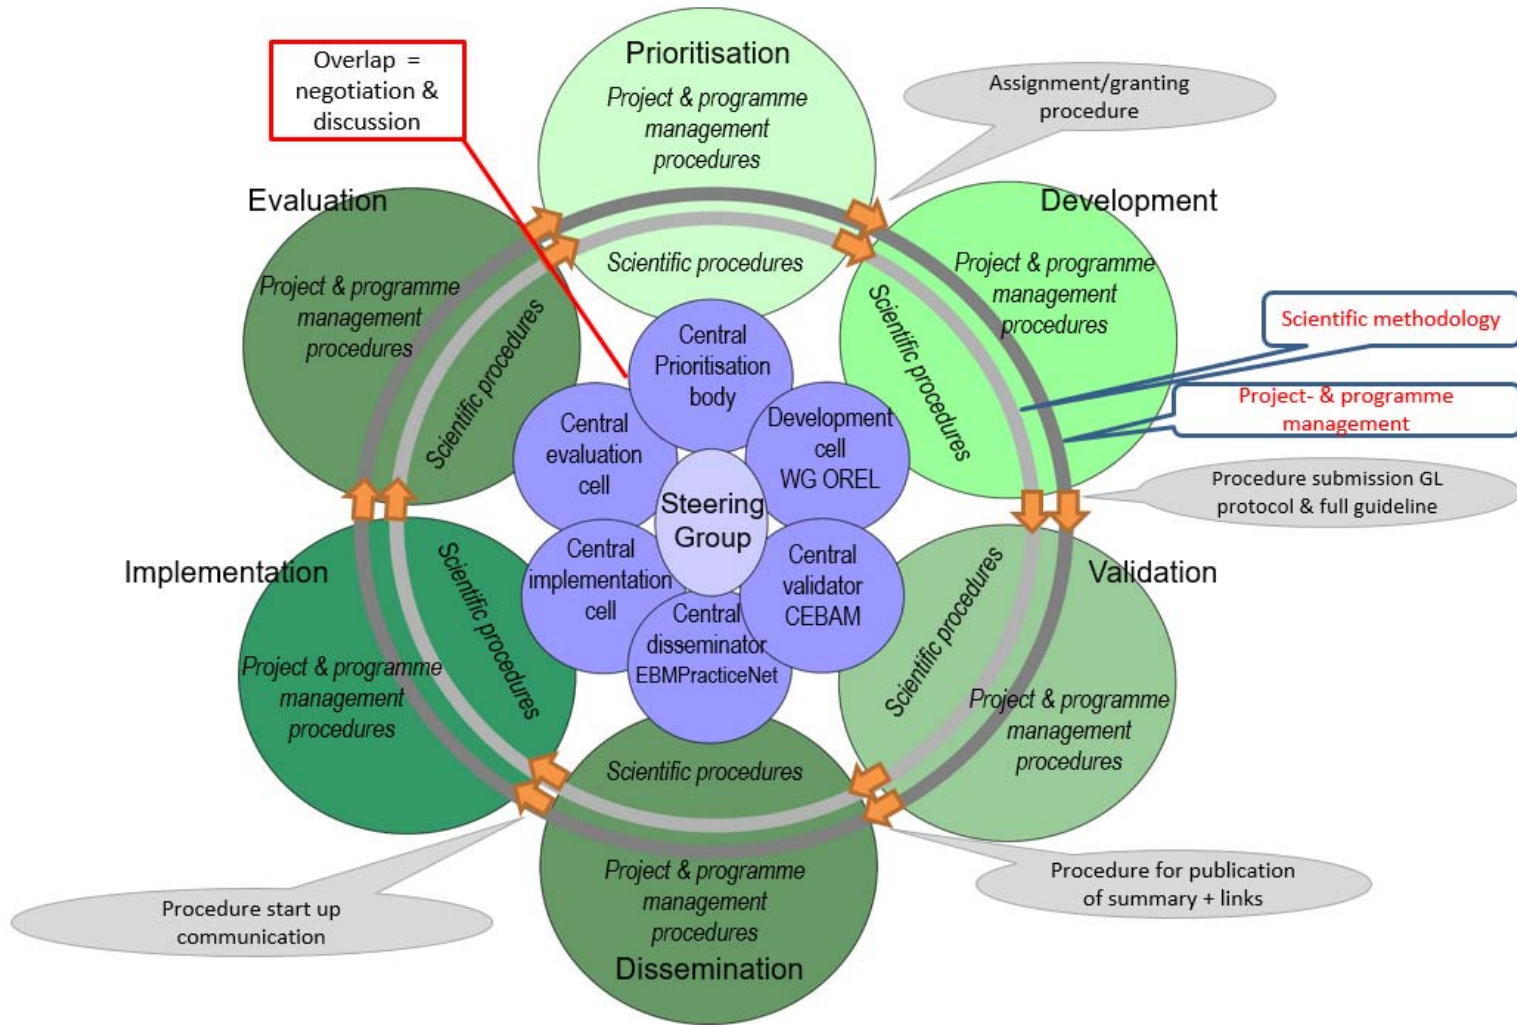 Overlap =
negotiation &
discussion
Prioritisation
Project & programme
management
procedures
Scientific procedures
Assignment/granting
procedure
Evaluation
Project & programme
management
procedures
Scientific procedures
Development
Project & programme
management
procedures
Scientific procedures
Scientific methodology
Project- & programme
management
Central
Prioritisation
body
Central
evaluation
cell
Development
cell
WG OREL
Steering
Group
Procedure submission GL
protocol & full guideline
Implementation
Scientific procedures
Project & programme
management
procedures
Central
implementation
cell
Central
disseminator
EBMPracticeNet
Central
validator
CEBAM
Validation
Scientific procedures
Project & programme
management
procedures
Scientific procedures
Project & programme
management
procedures
Dissemination
Procedure start up
communication
Procedure for publication
of summary + links